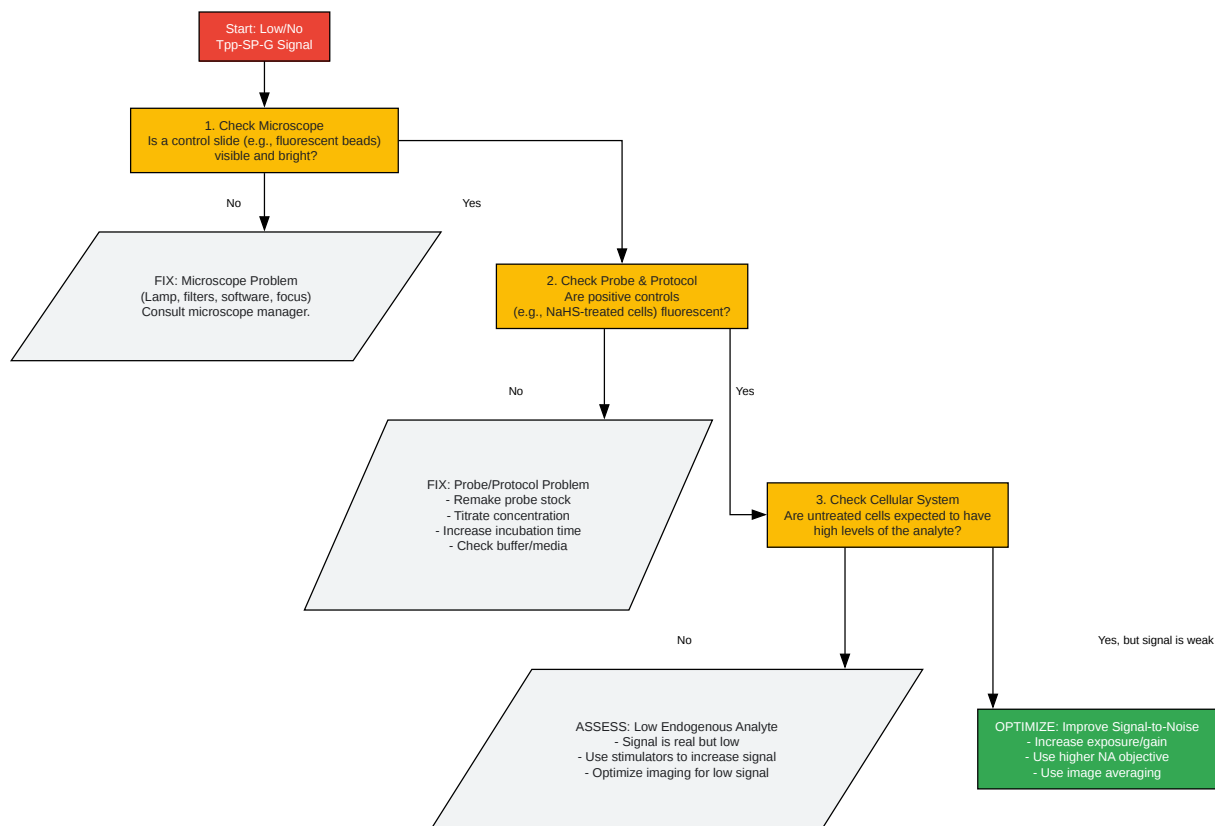 Start: Low/No
Tpp-SP-G Signal
1. Check Microscope
Is a control slide (e.g., fluorescent beads)
visible and bright?
No
Yes
FIX: Microscope Problem
(Lamp, filters, software, focus)
Consult microscope manager.
2. Check Probe & Protocol
Are positive controls
(e.g., NaHS-treated cells) fluorescent?
No
Yes
FIX: Probe/Protocol Problem
- Remake probe stock
- Titrate concentration
- Increase incubation time
- Check buffer/media
3. Check Cellular System
Are untreated cells expected to have
high levels of the analyte?
No
Yes, but signal is weak
ASSESS: Low Endogenous Analyte
- Signal is real but low
- Use stimulators to increase signal
- Optimize imaging for low signal
OPTIMIZE: Improve Signal-to-Noise
- Increase exposure/gain
- Use higher NA objective
- Use image averaging